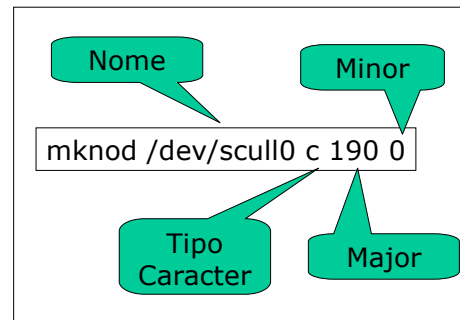 Nome
Minor
mknod /dev/scull0 c 190 0
Tipo
Caracter
Major